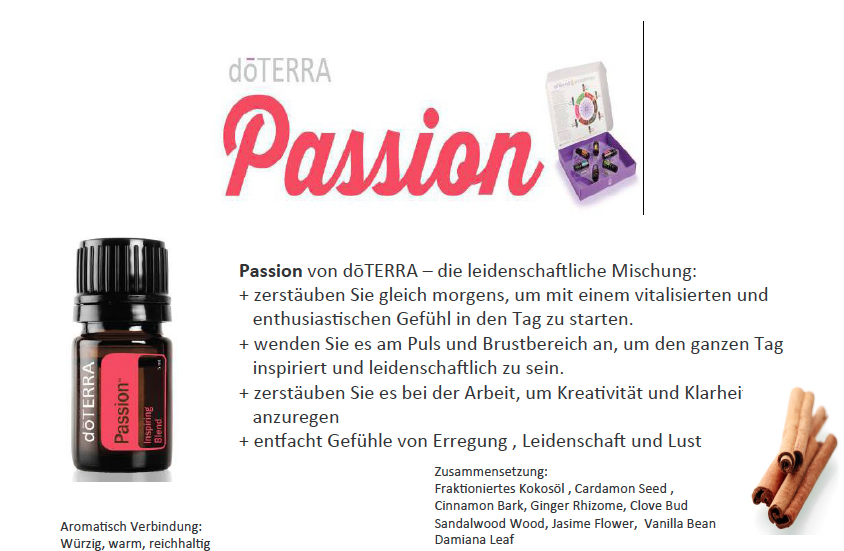 dōTERRA
Passion
Passion von dōTERRA – die leidenschaftliche Mischung:
+ zerstäuben Sie gleich morgens, um mit einem vitalisierten und
enthusiastischen Gefühl in den Tag zu starten.
+ wenden Sie es am Puls und Brustbereich an, um den ganzen Tag
inspiriert und leidenschaftlich zu sein.
+ zerstäuben Sie es bei der Arbeit, um Kreativität und Klarhei
anzuregen
+ entfacht Gefühle von Erregung , Leidenschaft und Lust
dōTERRA
Passion™
Inspiring
Blend
5 ml
Zusammensetzung:
Fraktioniertes Kokosöl , Cardamon Seed ,
Cinnamon Bark, Ginger Rhizome, Clove Bud
Sandalwood Wood, Jasime Flower, Vanilla Bean
Damiana Leaf
Aromatisch Verbindung:
Würzig, warm, reichhaltig